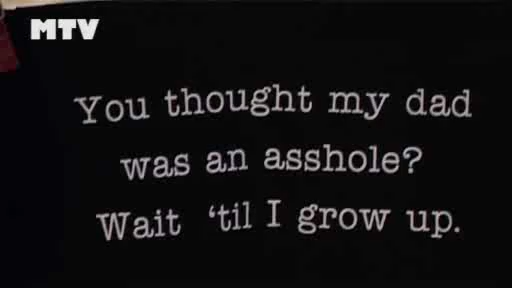 MTV
You thought my dad
was an asshole?
Wait 'til I grow up.